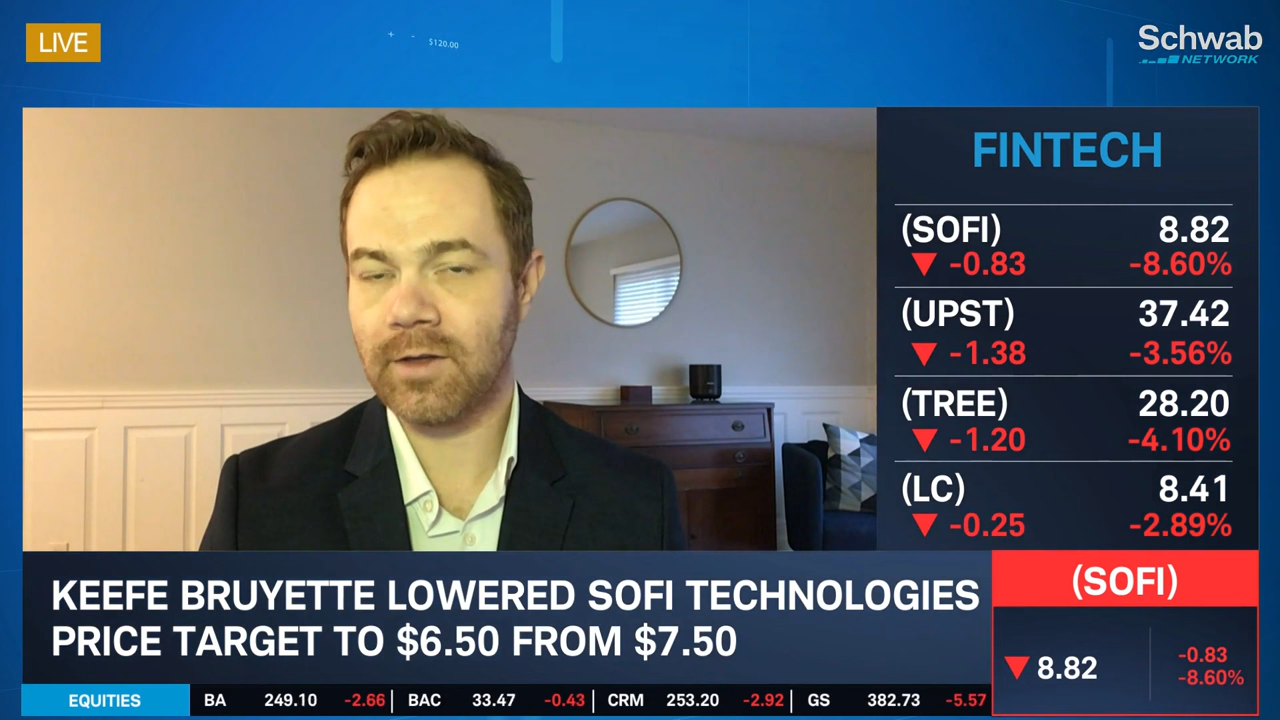 LIVE
+ - $120.00
Schwab
NETWORK
FINTECH
(SOFI) 8.82
▼ -0.83 -8.60%
(UPST) 37.42
▼ -1.38 -3.56%
(TREE) 28.20
▼ -1.20 -4.10%
(LC) 8.41
▼ -0.25 -2.89%
KEEFE BRUYETTE LOWERED SOFI TECHNOLOGIES
PRICE TARGET TO $6.50 FROM $7.50
(SOFI)
▼ 8.82 -0.83
-8.60%
EQUITIES BA 249.10 -2.66 BAC 33.47 -0.43 CRM 253.20 -2.92 GS 382.73 -5.57